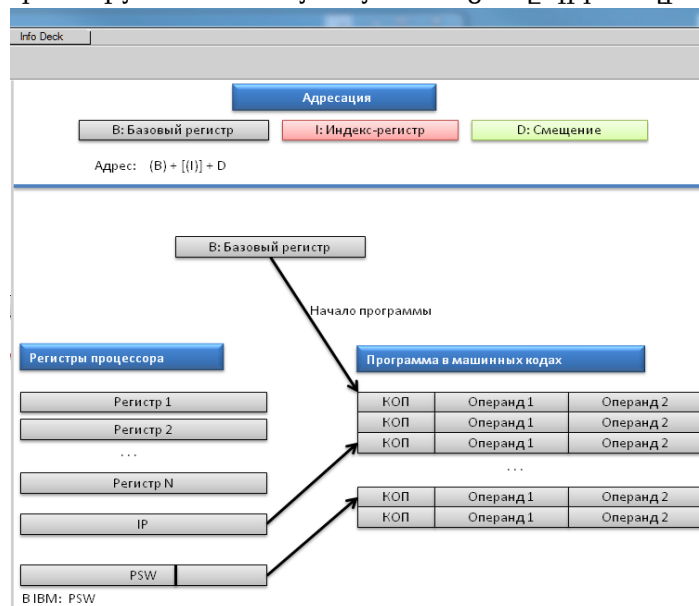 Info Deck
Адресация
B: Базовый регистр
I: Индекс-регистр
D: Смещение
Адрес: (B) + [(I)] + D
B: Базовый регистр
Начало программы
Регистры процессора
Программа в машинных кодах
Регистр 1
КОП Операнд 1 Операнд 2
Регистр 2
КОП Операнд 1 Операнд 2
КОП Операнд 1 Операнд 2
...
...
Регистр N
КОП Операнд 1 Операнд 2
IP
КОП Операнд 1 Операнд 2
PSW
В IBM: PSW